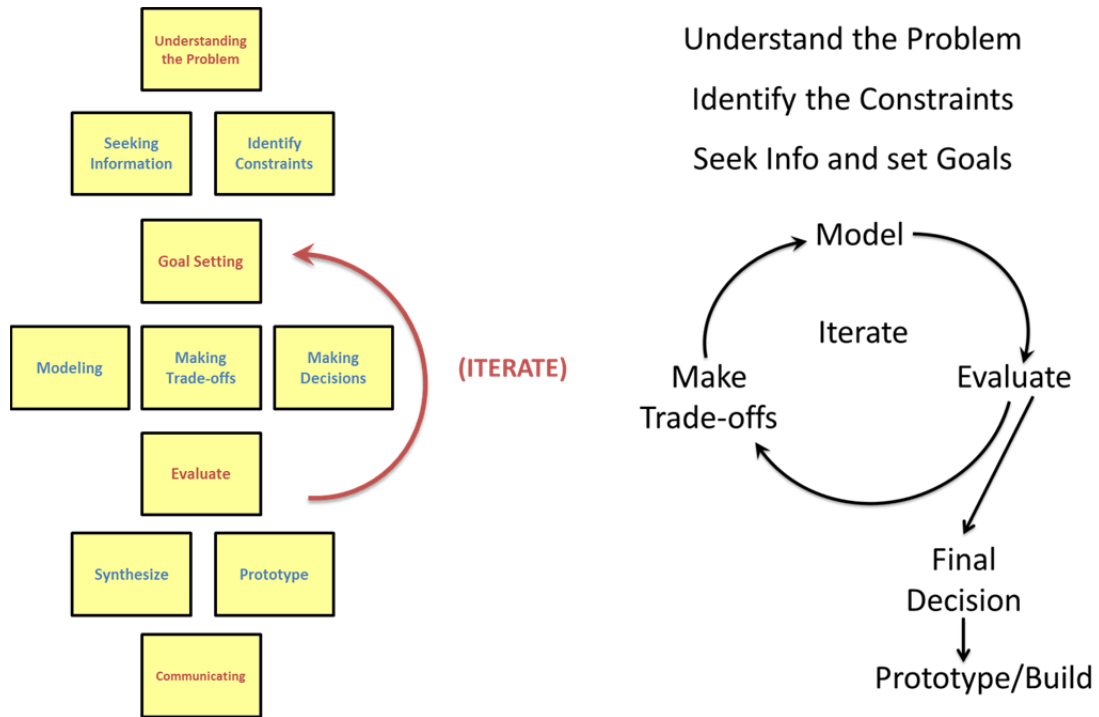 Understanding
the Problem
Seeking
Information
Identify
Constraints
Goal Setting
Modeling
Making
Trade-offs
Making
Decisions
(ITERATE)
Evaluate
Synthesize
Prototype
Communicating
Understand the Problem
Identify the Constraints
Seek Info and set Goals
Model
Iterate
Make
Trade-offs
Evaluate
Final
Decision
Prototype/Build